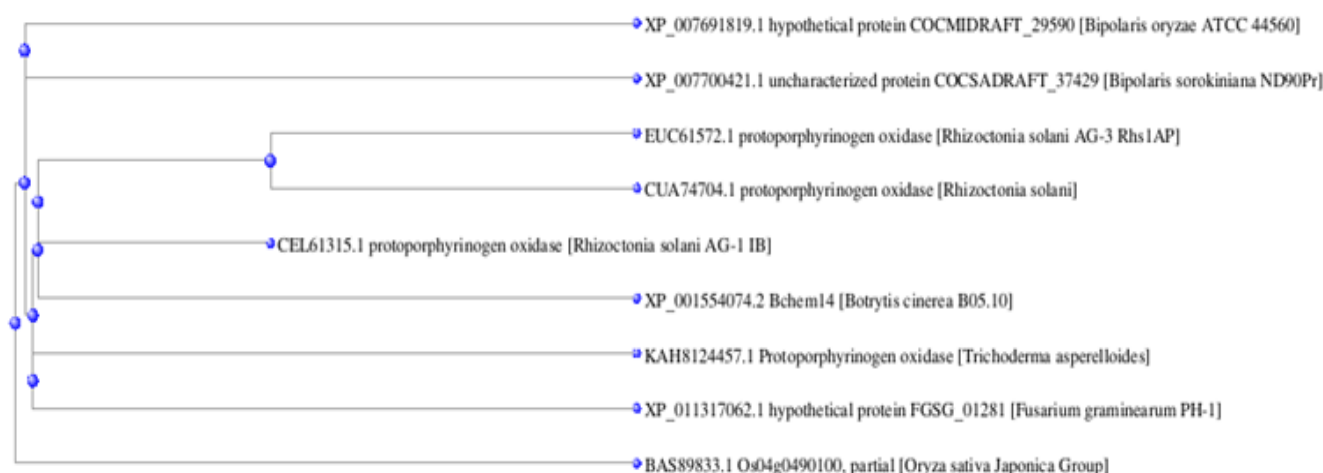 XP_007691819.1 hypothetical protein COCMIDRAFT_29590 [Bipolaris oryzae ATCC 44560]
XP_007700421.1 uncharacterized protein COCSADRAFT_37429 [Bipolaris sorokiniana ND90Pr]
EUC61572.1 protoporphyrinogen oxidase [Rhizoctonia solani AG-3 Rhs1AP]
CUA74704.1 protoporphyrinogen oxidase [Rhizoctonia solani]
CEL61315.1 protoporphyrinogen oxidase [Rhizoctonia solani AG-1 IB]
XP_001554074.2 Bchem14 [Botrytis cinerea B05.10]
KAH8124457.1 Protoporphyrinogen oxidase [Trichoderma asperelloides]
XP_011317062.1 hypothetical protein FGSG_01281 [Fusarium graminearum PH-1]
BAS89833.1 Os04g0490100, partial [Oryza sativa Japonica Group]